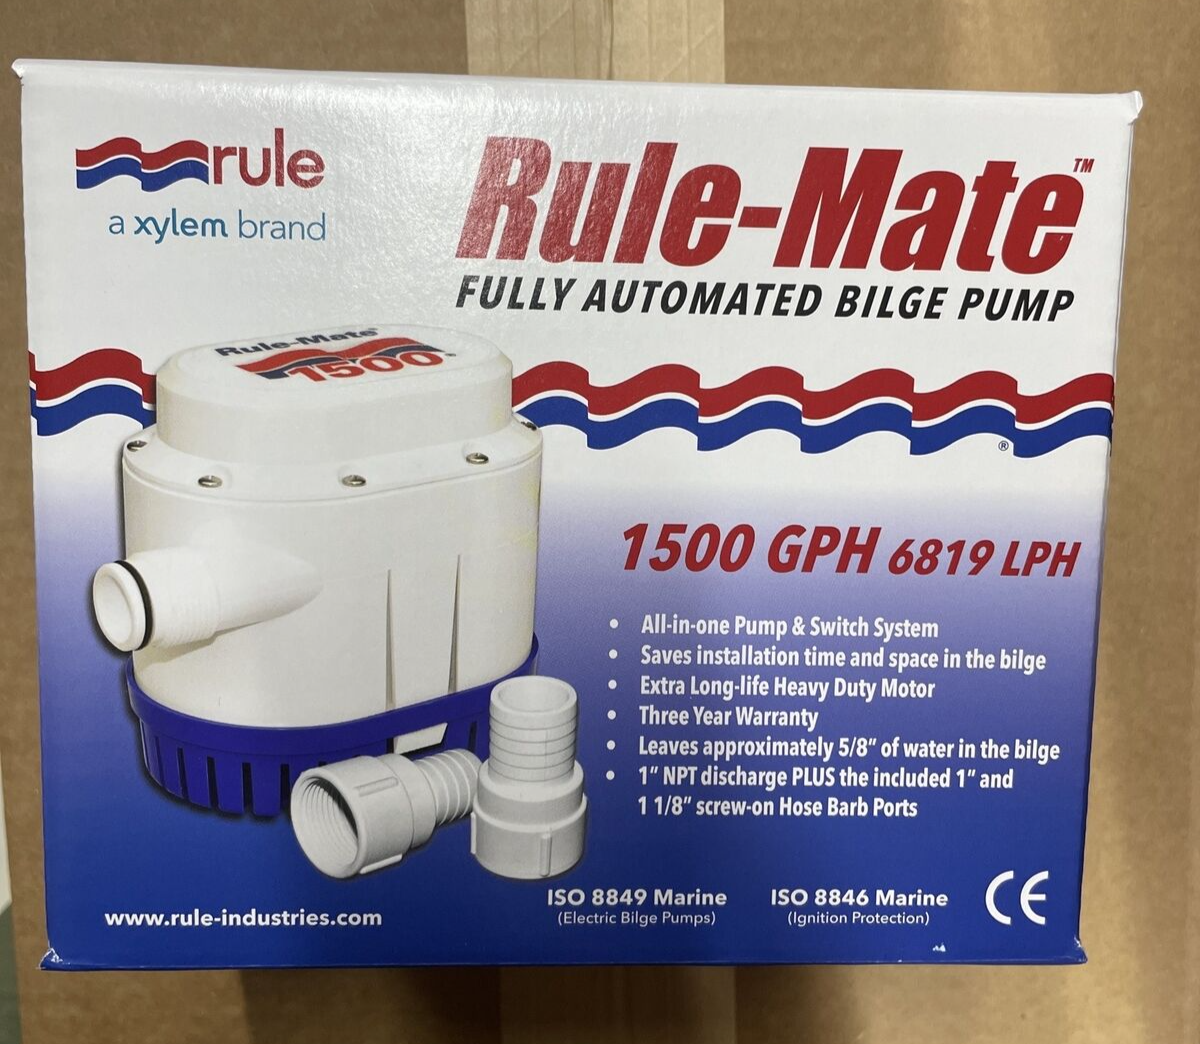 rule
a xylem brand
Rule-Mate™
FULLY AUTOMATED BILGE PUMP
Rule-Mate®
1500
®
1500 GPH 6819 LPH
• All-in-one Pump & Switch System
• Saves installation time and space in the bilge
• Extra Long-life Heavy Duty Motor
• Three Year Warranty
• Leaves approximately 5/8" of water in the bilge
• 1" NPT discharge PLUS the included 1" and
1 1/8" screw-on Hose Barb Ports
ISO 8849 Marine
(Electric Bilge Pumps)
ISO 8846 Marine
(Ignition Protection)
CE
www.rule-industries.com